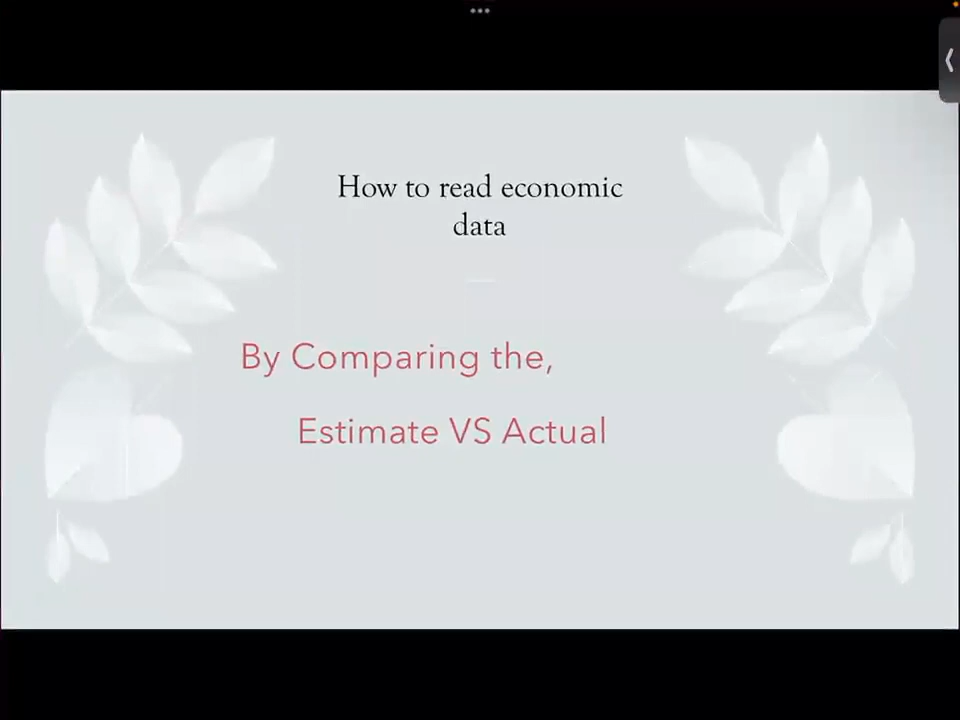 How to read economic
data
By Comparing the,
Estimate VS Actual